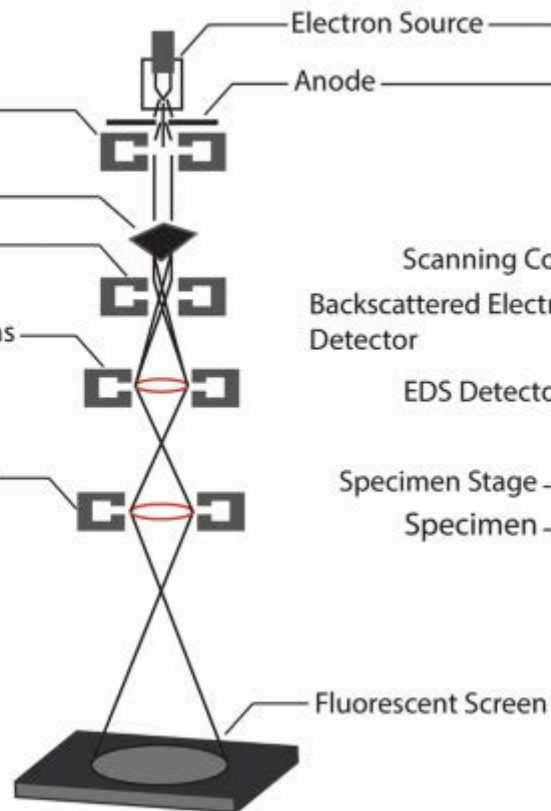 Electron Source
Anode
Scanning Co
Backscattered Electr
Detector
EDS Detecto
Specimen Stage
Specimen
Fluorescent Screen